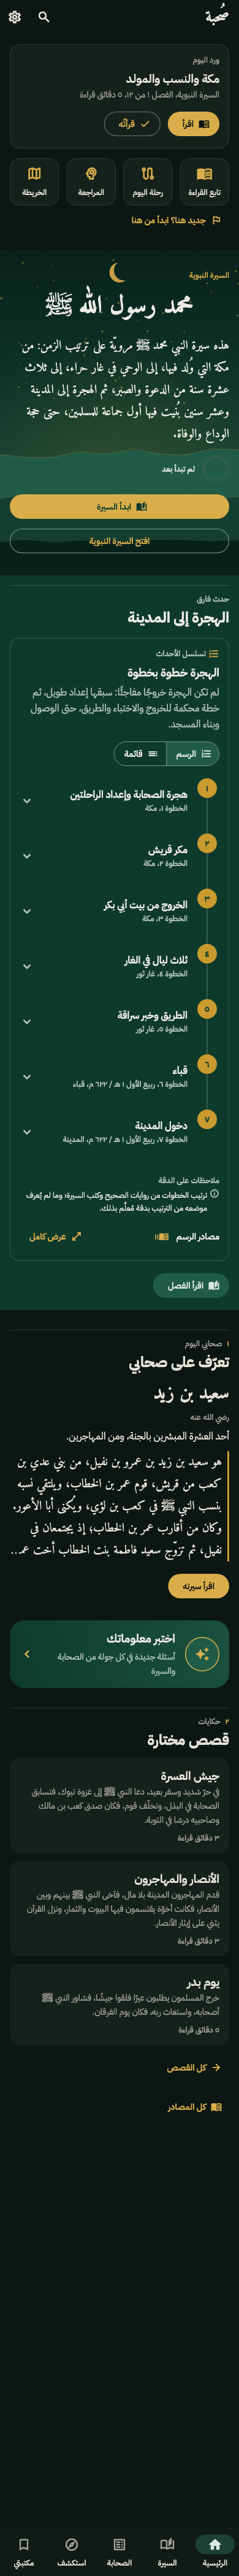 صُحبة
ورد اليوم
مكة والنسب والمولد
السيرة النبوية، الفصل ١ من ١٢، ٥ دقائق قراءة
اقرأ
قرأتُه
تابع القراءة
رحلة اليوم
المراجعة
الخريطة
جديد هنا؟ ابدأ من هنا
السيرة النبوية
محمد رسول الله ﷺ
هذه سيرة النبي محمد ﷺ مرويّة على ترتيب الزمن: من
مكة التي وُلد فيها، إلى الوحي في غار حراء، إلى ثلاث
عشرة سنة من الدعوة والصبر، ثم الهجرة إلى المدينة
وعشر سنين بُنيت فيها أول جماعة للمسلمين، حتى حجة
الوداع والوفاة.
لم تبدأ بعد
ابدأ السيرة
افتح السيرة النبوية
حدث فارق
الهجرة إلى المدينة
تسلسل الأحداث
الهجرة خطوة بخطوة
لم تكن الهجرة خروجًا مفاجئًا: سبقها إعداد طويل، ثم
خطة محكمة للخروج والاختباء والطريق، حتى الوصول
وبناء المسجد.
الرسم
قائمة
١
هجرة الصحابة وإعداد الراحلتين
الخطوة ١، مكة
٢
مكر قريش
الخطوة ٢، مكة
٣
الخروج من بيت أبي بكر
الخطوة ٣، مكة
٤
ثلاث ليال في الغار
الخطوة ٤، غار ثور
٥
الطريق وخبر سراقة
الخطوة ٥، غار ثور
٦
قباء
الخطوة ٦، ربيع الأول ١ هـ / ٦٢٢ م، قباء
٧
دخول المدينة
الخطوة ٧، ربيع الأول ١ هـ / ٦٢٢ م، المدينة
ملاحظات على الدقة
ترتيب الخطوات من روايات الصحيح وكتب السيرة؛ وما لم يُعرف
موضعه من الترتيب بدقة مُعلَّم بذلك.
مصادر الرسم
١١
عرض كامل
اقرأ الفصل
١ صحابي اليوم
تعرّف على صحابي
سعيد بن زيد
رضي الله عنه
أحد العشرة المبشرين بالجنة، ومن المهاجرين.
هو سعيد بن زيد بن عمرو بن نفيل، من بني عدي بن
كعب من قريش، قوم عمر بن الخطاب، ويلتقي نسبه
بنسب النبي ﷺ في كعب بن لؤي، ويُكنى أبا الأعور.
وكان من أقارب عمر بن الخطاب؛ إذ يجتمعان في
نفيل، ثم تزوّج سعيد فاطمة بنت الخطاب أخت عمر...
اقرأ سيرته
اختبر معلوماتك
أسئلة جديدة في كل جولة من الصحابة
والسيرة
٢ حكايات
قصص مختارة
جيش العسرة
في حرّ شديد وسفر بعيد، دعا النبي ﷺ إلى غزوة تبوك، فتسابق
الصحابة في البذل، وتخلّف قوم، فكان صدق كعب بن مالك
وصاحبيه درسًا في التوبة.
٣ دقائق قراءة
الأنصار والمهاجرون
قدم المهاجرون المدينة بلا مال، فآخى النبي ﷺ بينهم وبين
الأنصار، فكانت أخوّة يقتسمون فيها البيوت والثمار، ونزل القرآن
يثني على إيثار الأنصار.
٣ دقائق قراءة
يوم بدر
خرج المسلمون يطلبون عيرًا فلقوا جيشًا، فشاور النبي ﷺ
أصحابه، واستغاث ربه، فكان يوم الفرقان.
٥ دقائق قراءة
كل القصص
كل المصادر
الرئيسية
السيرة
الصحابة
استكشف
مكتبتي